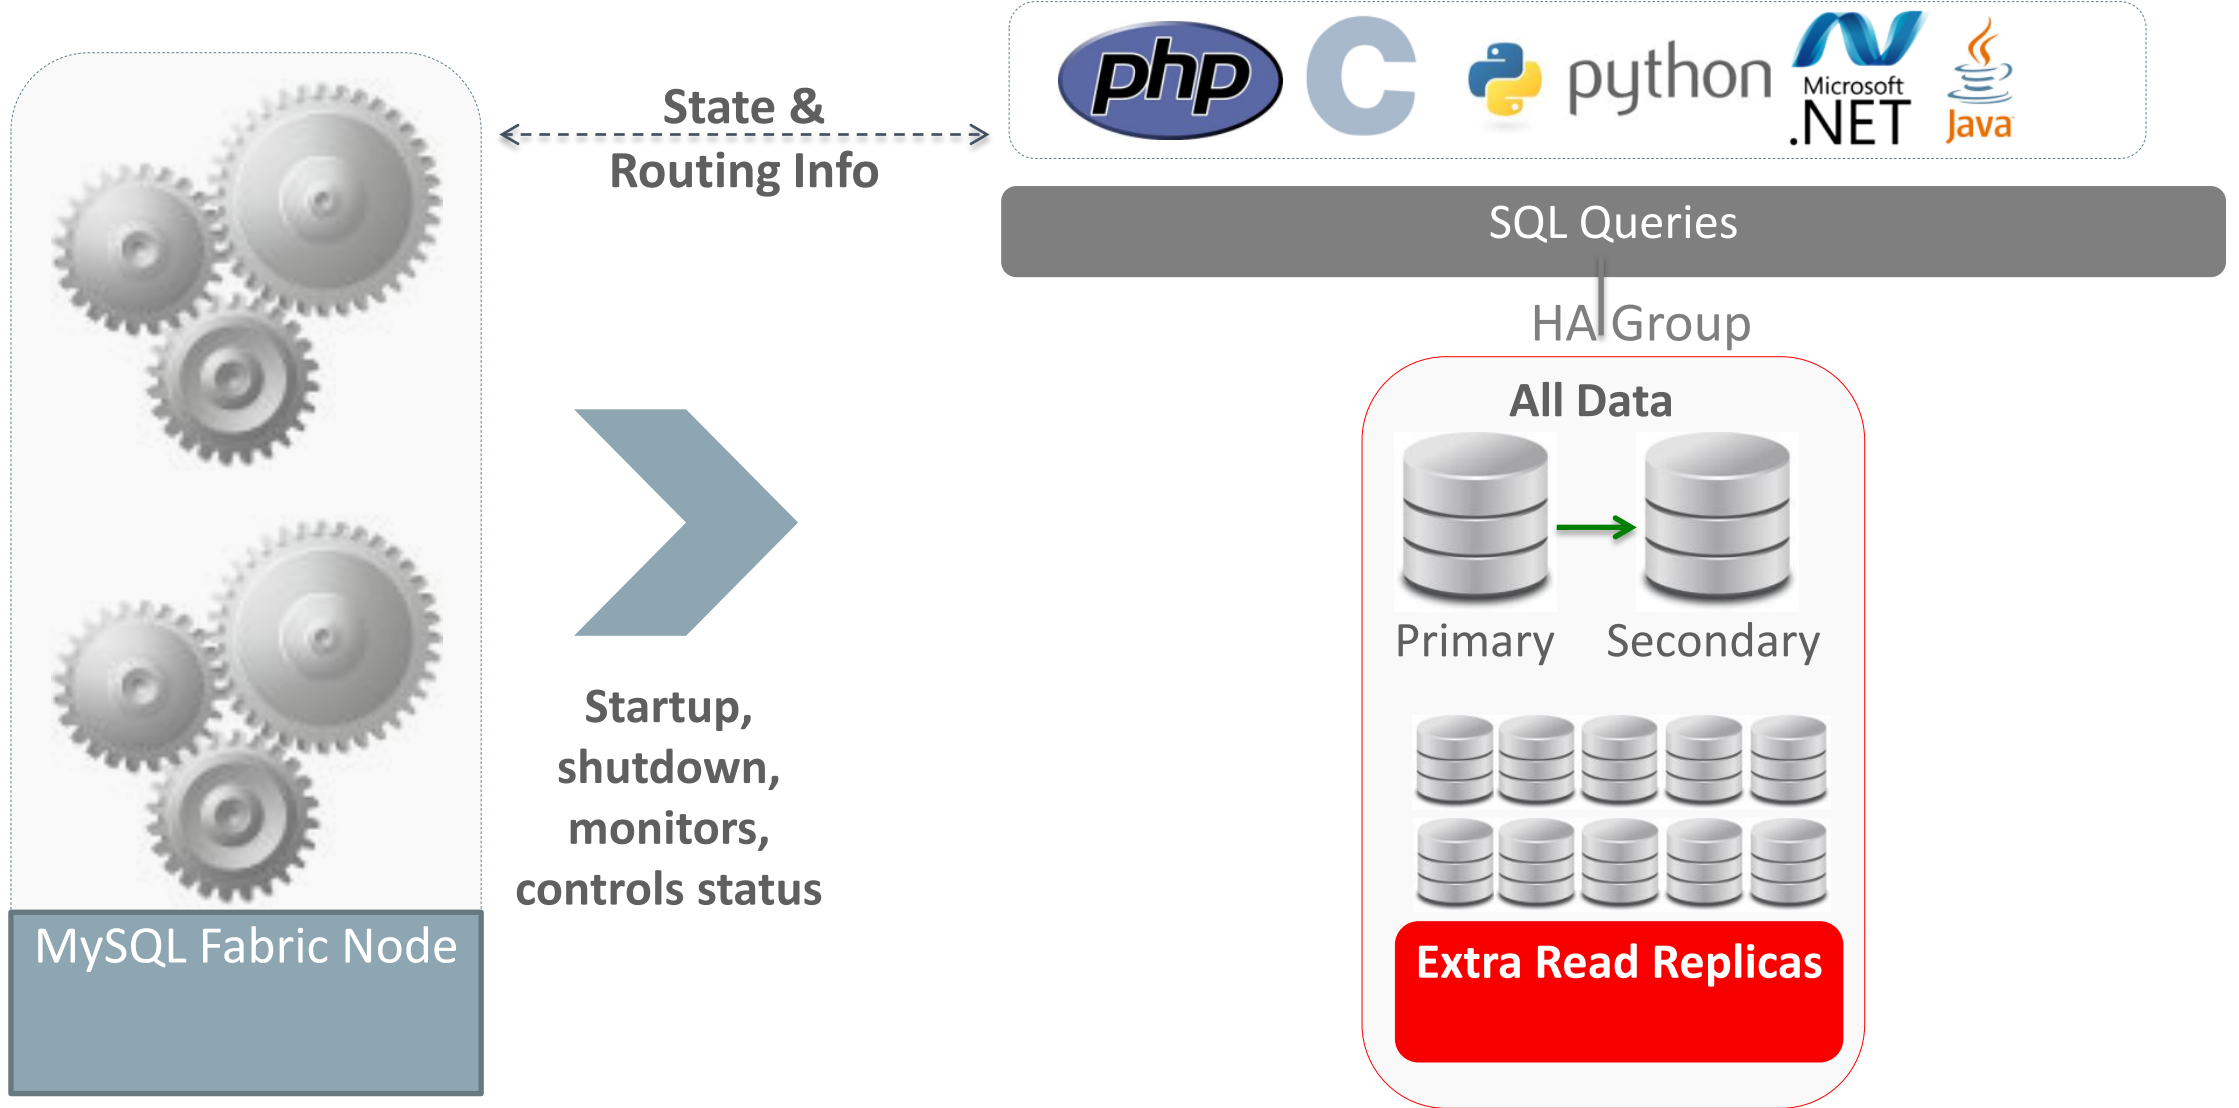 State &
Routing Info
php
C
python
Microsoft
.NET
Java
SQL Queries
HA Group
All Data
Primary
Secondary
Startup,
shutdown,
monitors,
controls status
MySQL Fabric Node
Extra Read Replicas